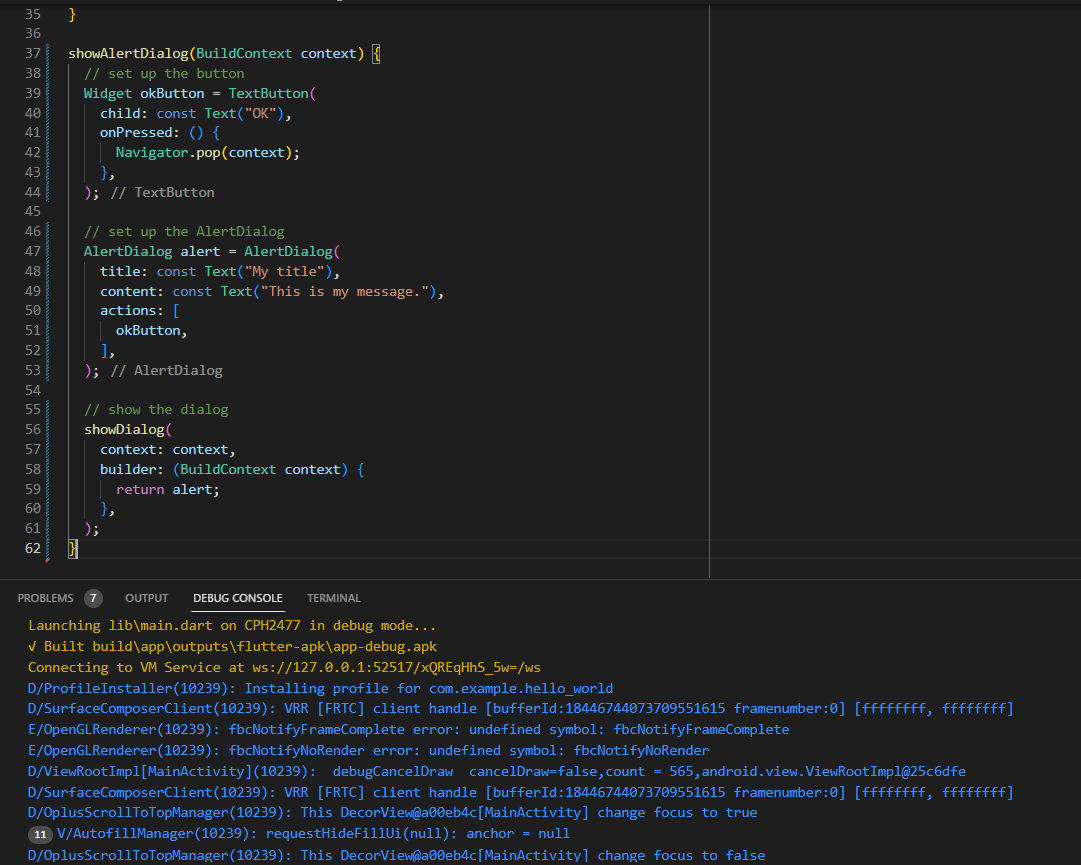 35 }
36
37 showAlertDialog(BuildContext context) {
38 // set up the button
39 Widget okButton = TextButton(
40 child: const Text("OK"),
41 onPressed: () {
42 Navigator.pop(context);
43 },
44 ); // TextButton
45
46 // set up the AlertDialog
47 AlertDialog alert = AlertDialog(
48 title: const Text("My title"),
49 content: const Text("This is my message."),
50 actions: [
51 okButton,
52 ],
53 ); // AlertDialog
54
55 // show the dialog
56 showDialog(
57 context: context,
58 builder: (BuildContext context) {
59 return alert;
60 },
61 );
62 }
PROBLEMS 7 OUTPUT DEBUG CONSOLE TERMINAL
Launching lib\main.dart on CPH2477 in debug mode...
√ Built build\app\outputs\flutter-apk\app-debug.apk
Connecting to VM Service at ws://127.0.0.1:52517/xQREqHhS_5w=/ws
D/ProfileInstaller(10239): Installing profile for com.example.hello_world
D/SurfaceComposerClient(10239): VRR [FRTC] client handle [bufferId:18446744073709551615 framenumber:0] [ffffffff, ffffffff]
E/OpenGLRenderer(10239): fbcNotifyFrameComplete error: undefined symbol: fbcNotifyFrameComplete
E/OpenGLRenderer(10239): fbcNotifyNoRender error: undefined symbol: fbcNotifyNoRender
D/ViewRootImpl[MainActivity](10239):  debugCancelDraw  cancelDraw=false,count = 565,android.view.ViewRootImpl@25c6dfe
D/SurfaceComposerClient(10239): VRR [FRTC] client handle [bufferId:18446744073709551615 framenumber:0] [ffffffff, ffffffff]
D/OplusScrollToTopManager(10239): This DecorView@a00eb4c[MainActivity] change focus to true
11 V/AutofillManager(10239): requestHideFillUi(null): anchor = null
D/OplusScrollToTopManager(10239): This DecorView@a00eb4c[MainActivity] change focus to false